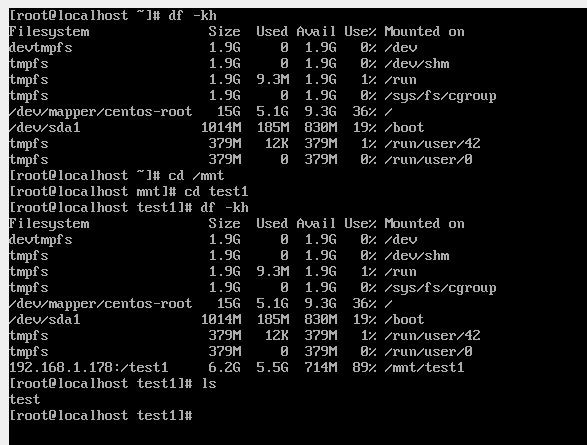 [root@localhost ~]# df -kh
Filesystem               Size  Used Avail Use% Mounted on
devtmpfs                 1.9G     0  1.9G   0% /dev
tmpfs                    1.9G     0  1.9G   0% /dev/shm
tmpfs                    1.9G  9.3M  1.9G   1% /run
tmpfs                    1.9G     0  1.9G   0% /sys/fs/cgroup
/dev/mapper/centos-root   15G  5.1G  9.3G  36% /
/dev/sda1               1014M  185M  830M  19% /boot
tmpfs                    379M   12K  379M   1% /run/user/42
tmpfs                    379M     0  379M   0% /run/user/0
[root@localhost ~]# cd /mnt
[root@localhost mnt]# cd test1
[root@localhost test1]# df -kh
Filesystem               Size  Used Avail Use% Mounted on
devtmpfs                 1.9G     0  1.9G   0% /dev
tmpfs                    1.9G     0  1.9G   0% /dev/shm
tmpfs                    1.9G  9.3M  1.9G   1% /run
tmpfs                    1.9G     0  1.9G   0% /sys/fs/cgroup
/dev/mapper/centos-root   15G  5.1G  9.3G  36% /
/dev/sda1               1014M  185M  830M  19% /boot
tmpfs                    379M   12K  379M   1% /run/user/42
tmpfs                    379M     0  379M   0% /run/user/0
192.168.1.178:/test1     6.2G  5.5G  714M  89% /mnt/test1
[root@localhost test1]# ls
test
[root@localhost test1]#